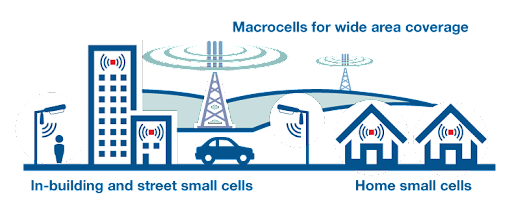 Macrocells for wide area coverage
In-building and street small cells
Home small cells